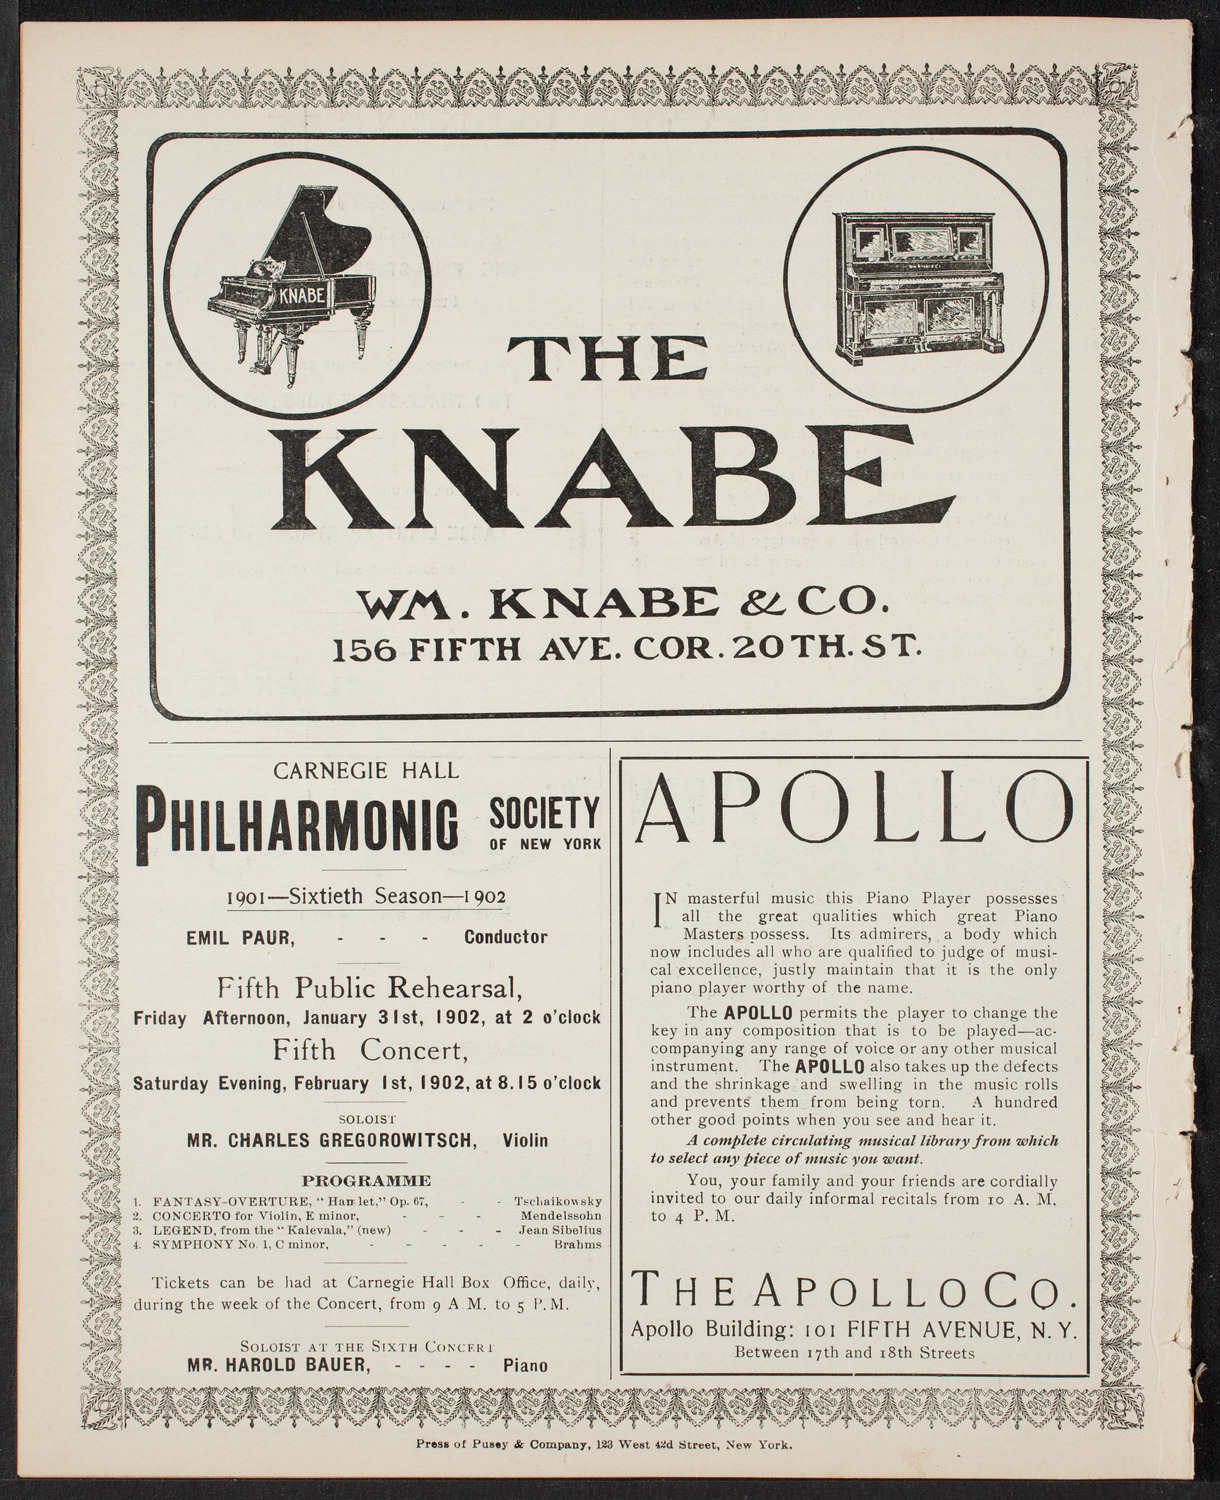 KNABE
THE
KNABE
WM. KNABE & CO.
156 FIFTH AVE. COR. 20TH. ST.
CARNEGIE HALL
PHILHARMONIC SOCIETY
OF NEW YORK
1901—Sixtieth Season—1902
EMIL PAUR, - - - Conductor
Fifth Public Rehearsal,
Friday Afternoon, January 31st, 1902, at 2 o'clock
Fifth Concert,
Saturday Evening, February 1st, 1902, at 8.15 o'clock
SOLOIST
MR. CHARLES GREGOROWITSCH, Violin
PROGRAMME
1. FANTASY-OVERTURE, "Hamlet," Op. 67, - - Tschaikowsky
2. CONCERTO for Violin, E minor, - - - Mendelssohn
3. LEGEND, from the "Kalevala," (new) - - - Jean Sibelius
4. SYMPHONY No. 1, C minor, - - - - - Brahms
Tickets can be had at Carnegie Hall Box Office, daily,
during the week of the Concert, from 9 A M. to 5 P. M.
SOLOIST AT THE SIXTH CONCERT
MR. HAROLD BAUER, - - - - Piano
APOLLO
IN masterful music this Piano Player possesses
all the great qualities which great Piano
Masters possess. Its admirers, a body which
now includes all who are qualified to judge of musi-
cal excellence, justly maintain that it is the only
piano player worthy of the name.
The APOLLO permits the player to change the
key in any composition that is to be played—ac-
companying any range of voice or any other musical
instrument. The APOLLO also takes up the defects
and the shrinkage and swelling in the music rolls
and prevents them from being torn. A hundred
other good points when you see and hear it.
A complete circulating musical library from which
to select any piece of music you want.
You, your family and your friends are cordially
invited to our daily informal recitals from 10 A. M.
to 4 P. M.
THE APOLLO CO.
Apollo Building: 101 FIFTH AVENUE, N. Y.
Between 17th and 18th Streets
Press of Pusey & Company, 123 West 42d Street, New York.